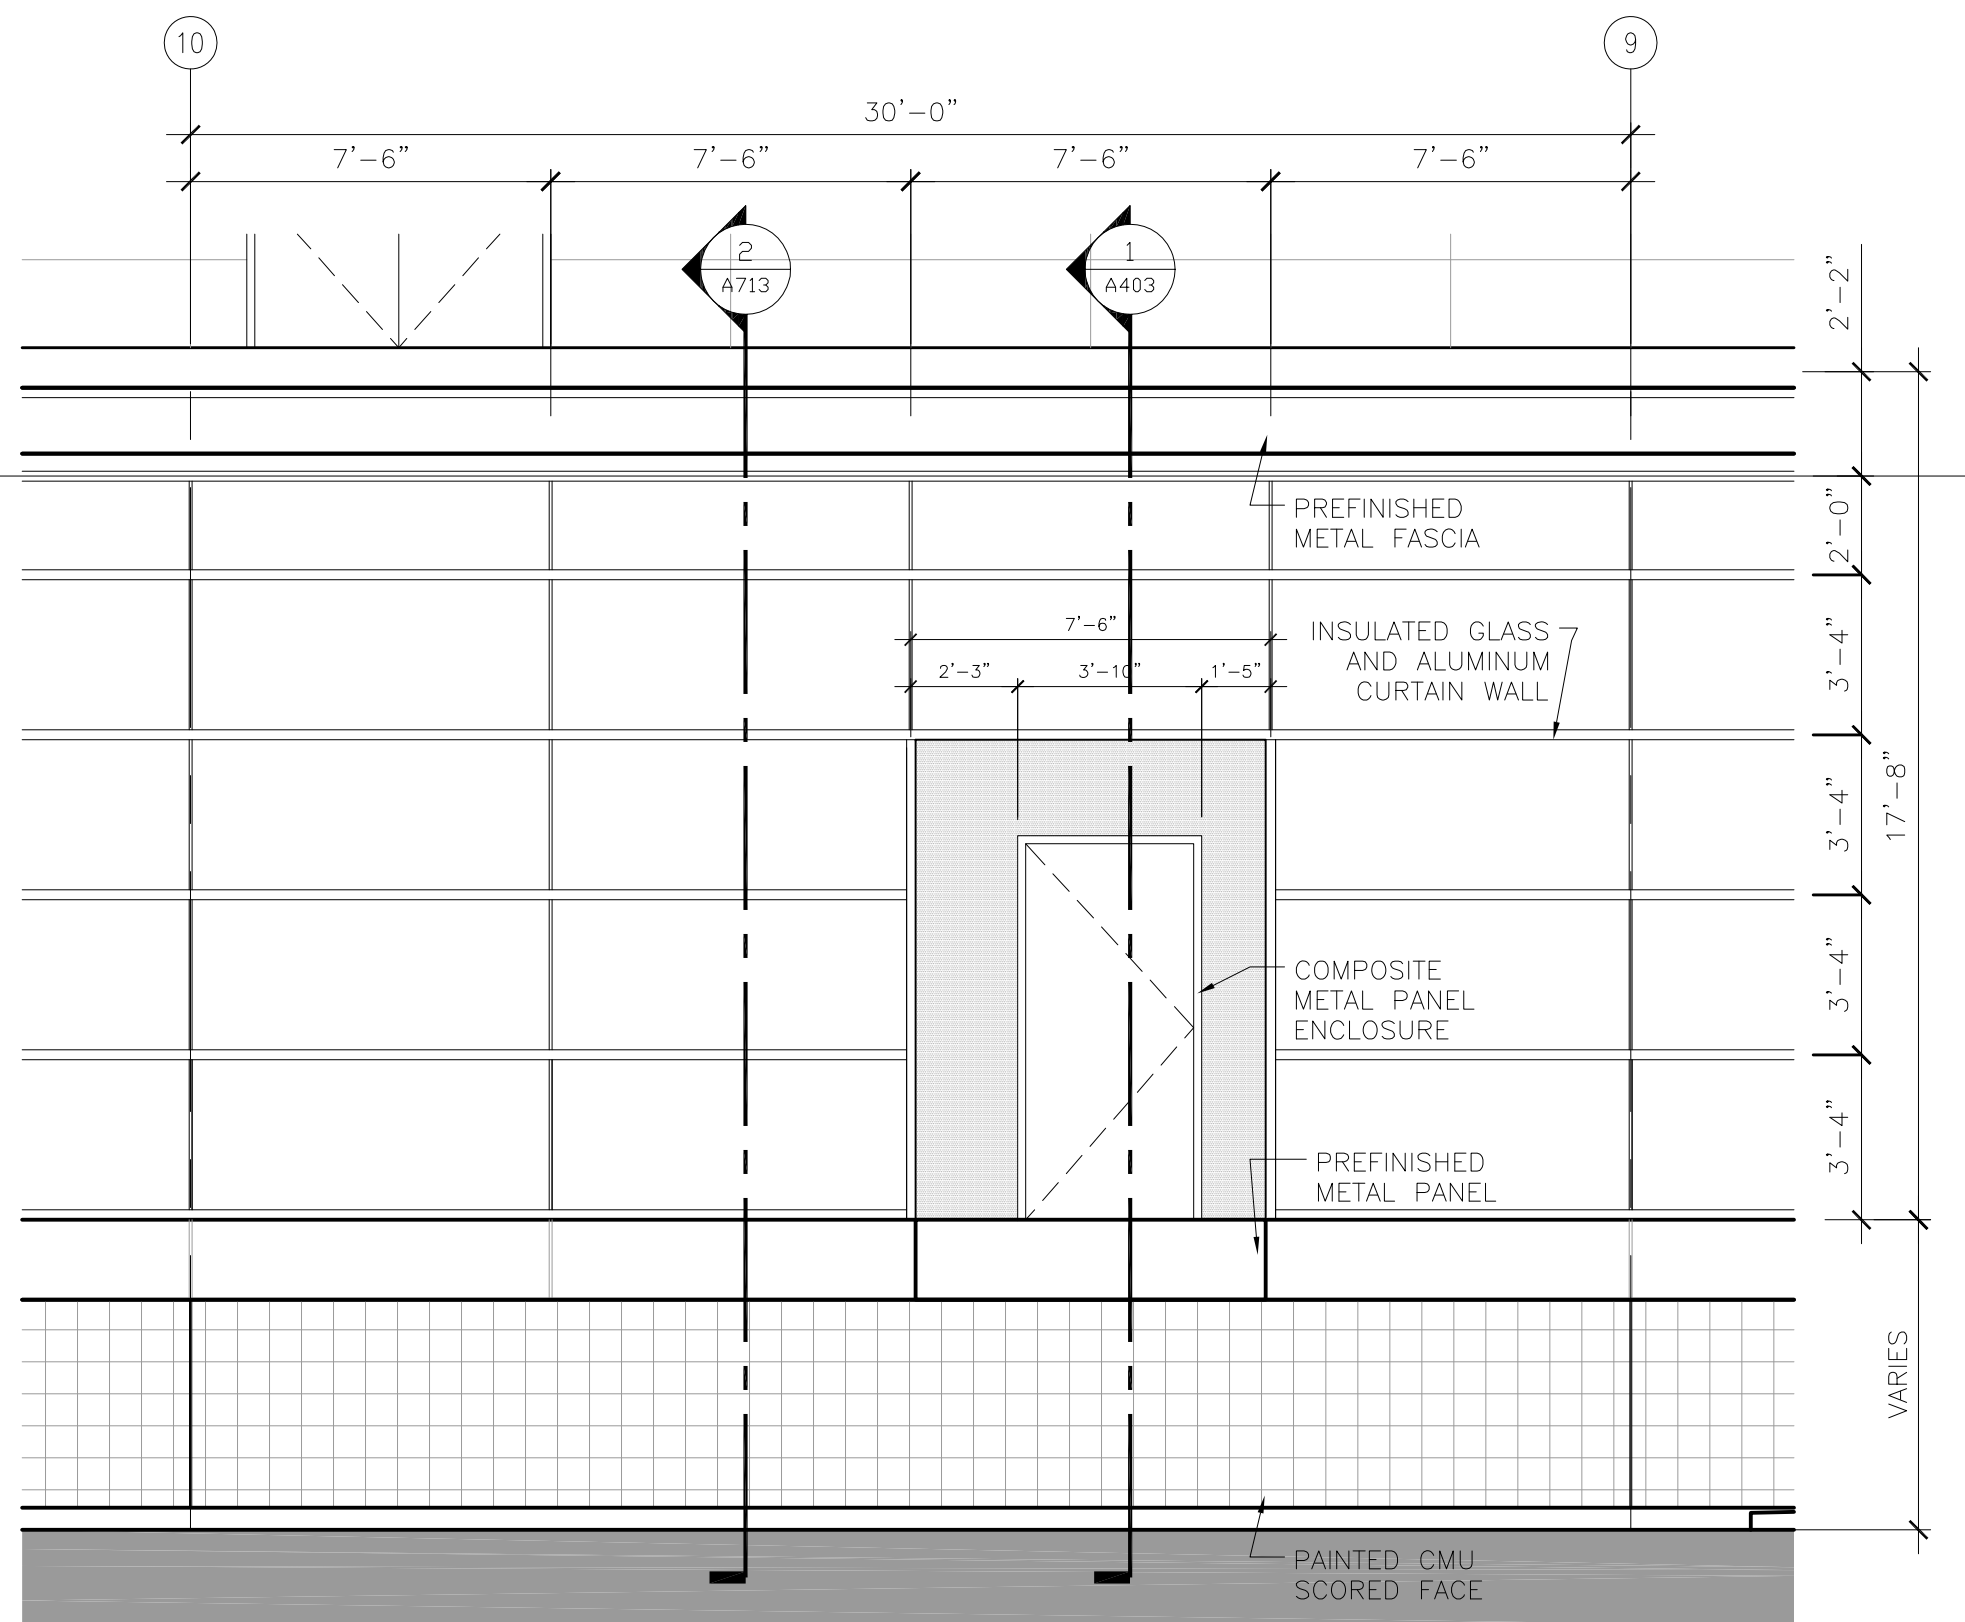 10
9
30'-0"
7'-6"
7'-6"
7'-6"
7'-6"
2
A713
1
A403
2'-2"
PREFINISHED
METAL FASCIA
2'-0"
7'-6"
2'-3"
3'-10"
1'-5"
INSULATED GLASS
AND ALUMINUM
CURTAIN WALL
3'-4"
3'-4"
17'-8"
COMPOSITE
METAL PANEL
ENCLOSURE
3'-4"
PREFINISHED
METAL PANEL
3'-4"
VARIES
PAINTED CMU
SCORED FACE